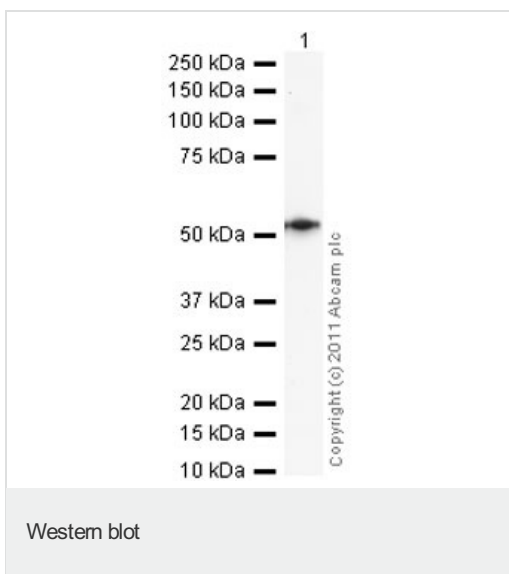 1
250 kDa
150 kDa
100 kDa
75 kDa
50 kDa
37 kDa
25 kDa
20 kDa
15 kDa
10 kDa
Copyright (c) 2011 Abcam plc
Western blot